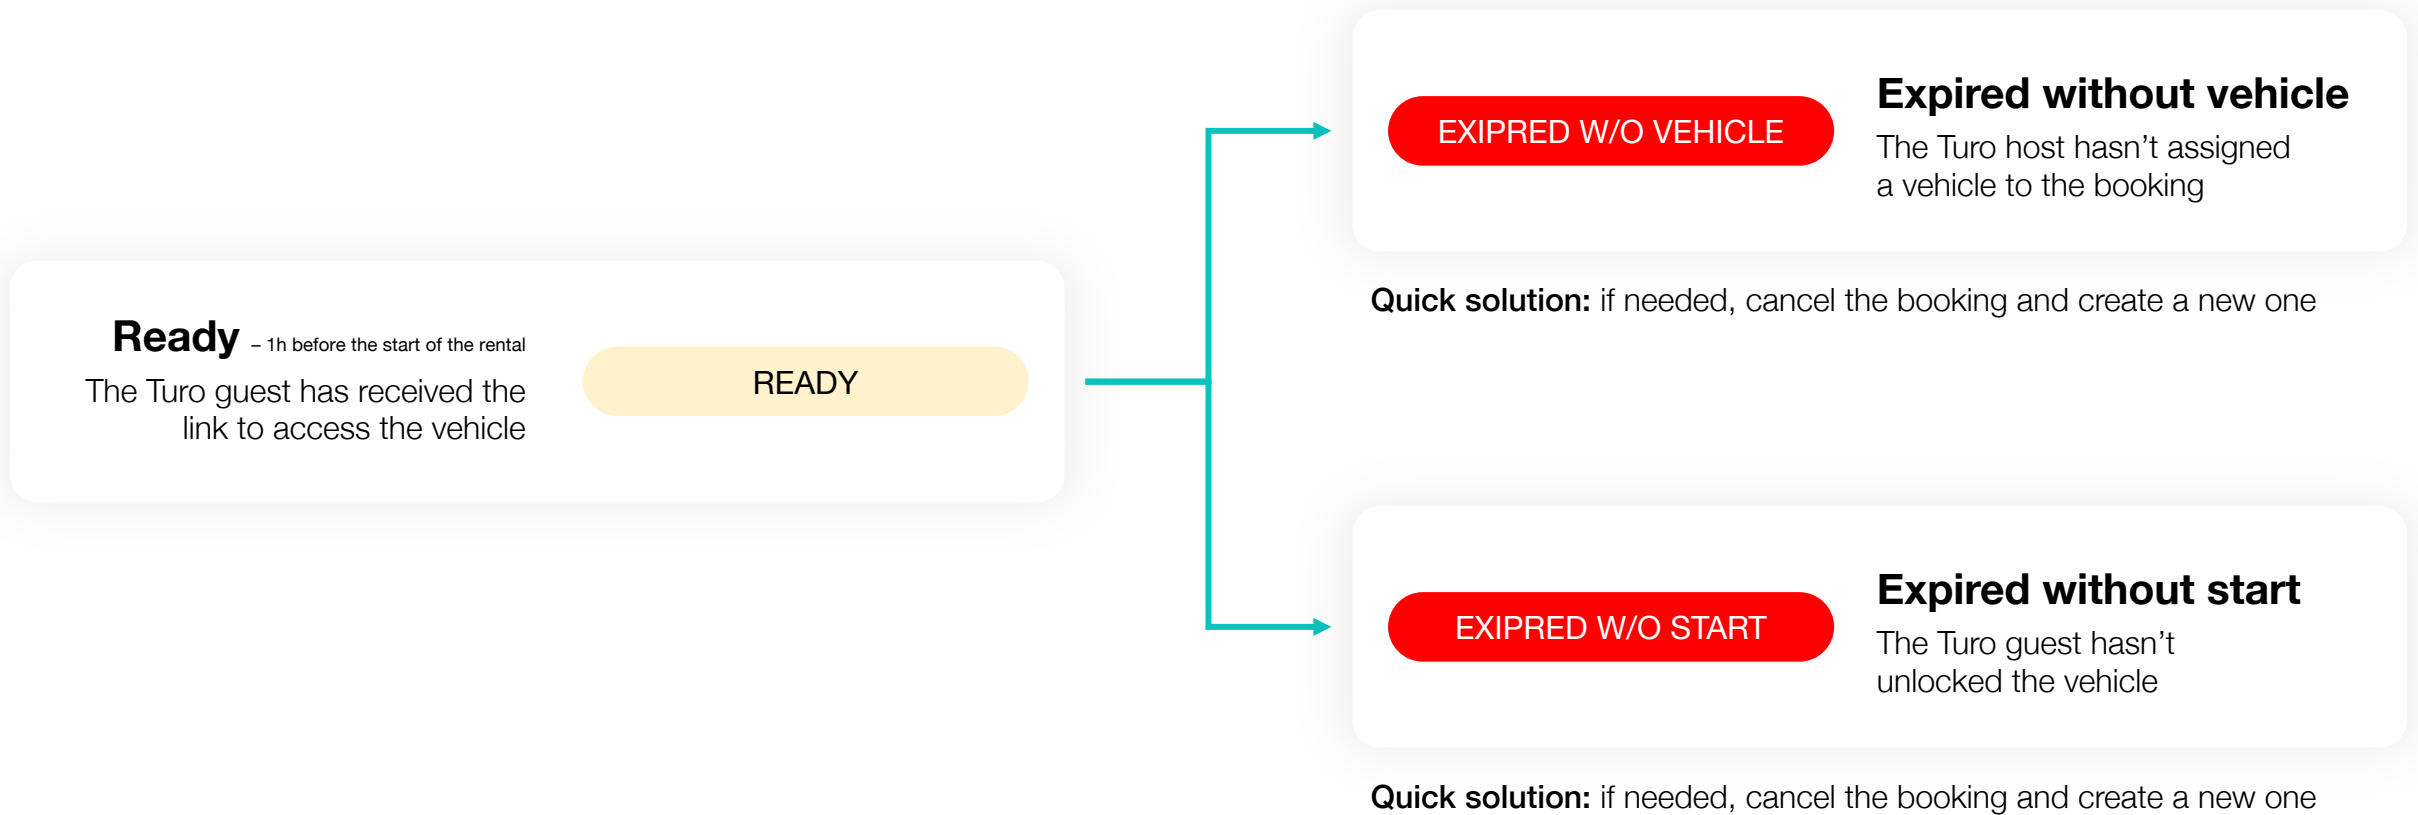 Ready – 1h before the start of the rental
The Turo guest has received the
link to access the vehicle
READY
EXIPRED W/O VEHICLE
Expired without vehicle
The Turo host hasn’t assigned
a vehicle to the booking
Quick solution: if needed, cancel the booking and create a new one
EXIPRED W/O START
Expired without start
The Turo guest hasn’t
unlocked the vehicle
Quick solution: if needed, cancel the booking and create a new one